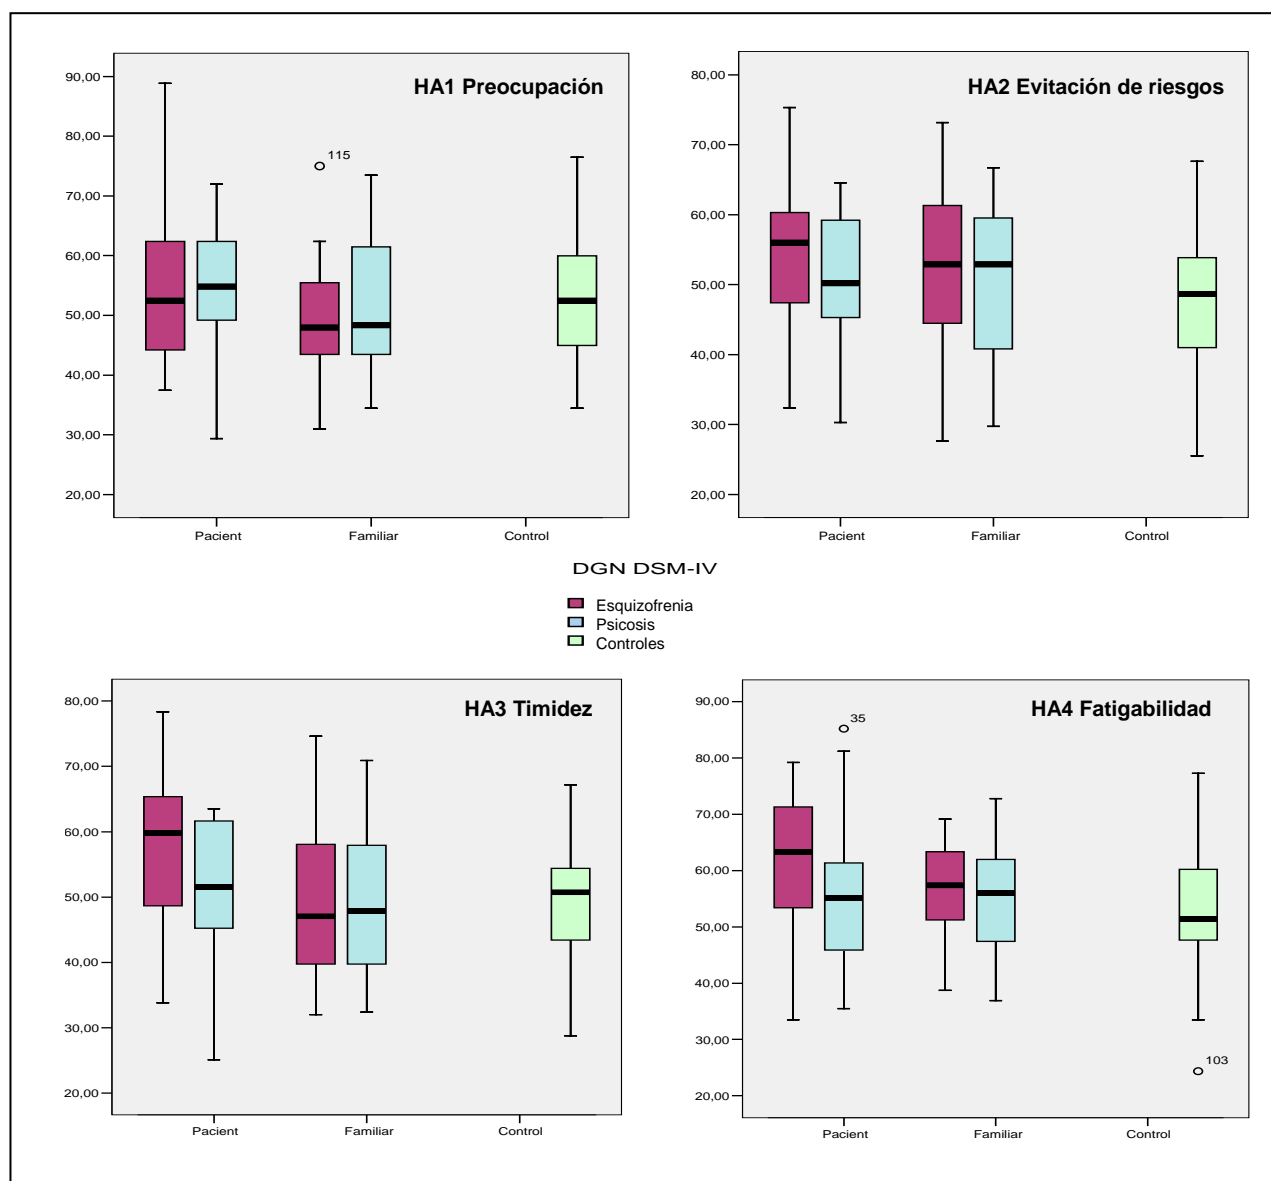 HA1 Preocupación
90,00
80,00
70,00
60,00
50,00
40,00
30,00
20,00
115
Pacient Familiar Control
HA2 Evitación de riesgos
80,00
70,00
60,00
50,00
40,00
30,00
20,00
Pacient Familiar Control
DGN DSM-IV
Esquizofrenia
Psicosis
Controles
HA3 Timidez
80,00
70,00
60,00
50,00
40,00
30,00
20,00
Pacient Familiar Control
HA4 Fatigabilidad
90,00
80,00
70,00
60,00
50,00
40,00
30,00
20,00
35
103
Pacient Familiar Control